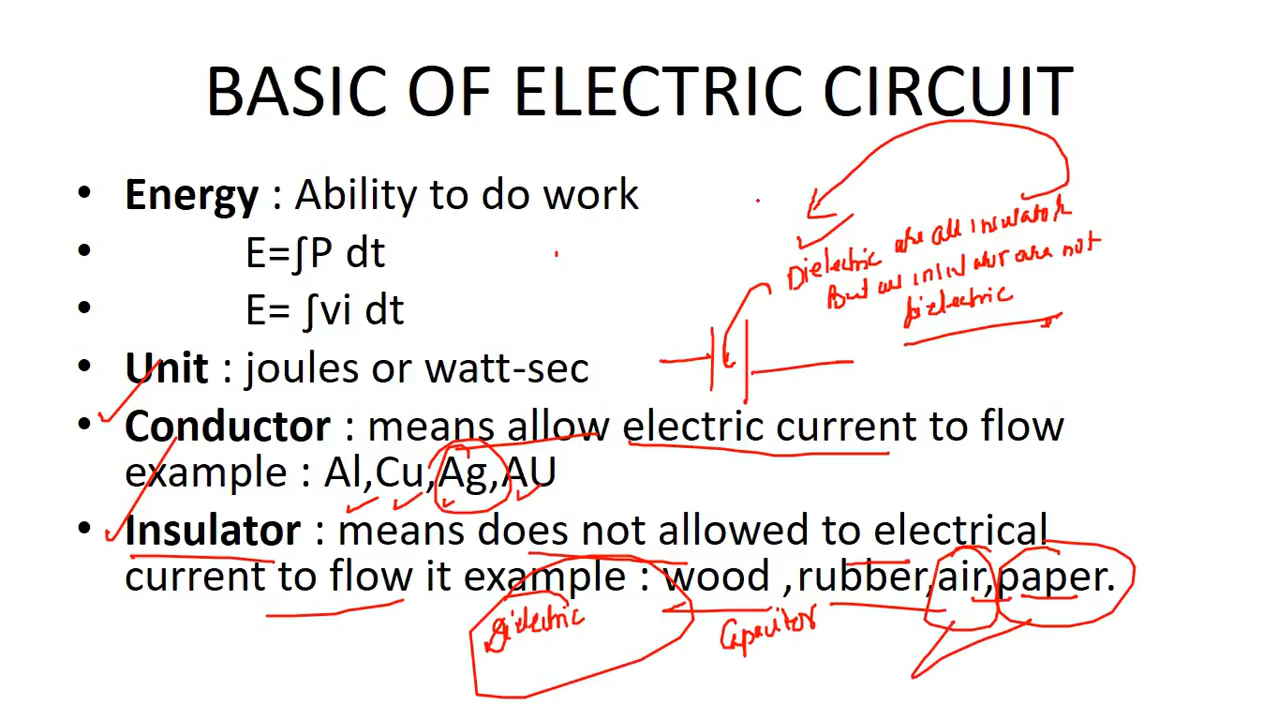 BASIC OF ELECTRIC CIRCUIT
• Energy : Ability to do work
• E=∫P dt
• E= ∫vi dt
• Unit : joules or watt-sec
• Conductor : means allow electric current to flow
example : Al,Cu,Ag,AU
• Insulator : means does not allowed to electrical
current to flow it example : wood ,rubber,air,paper.
Dielectric are all insulator
But all are not
Dielectric
Dielectric
Capacitor